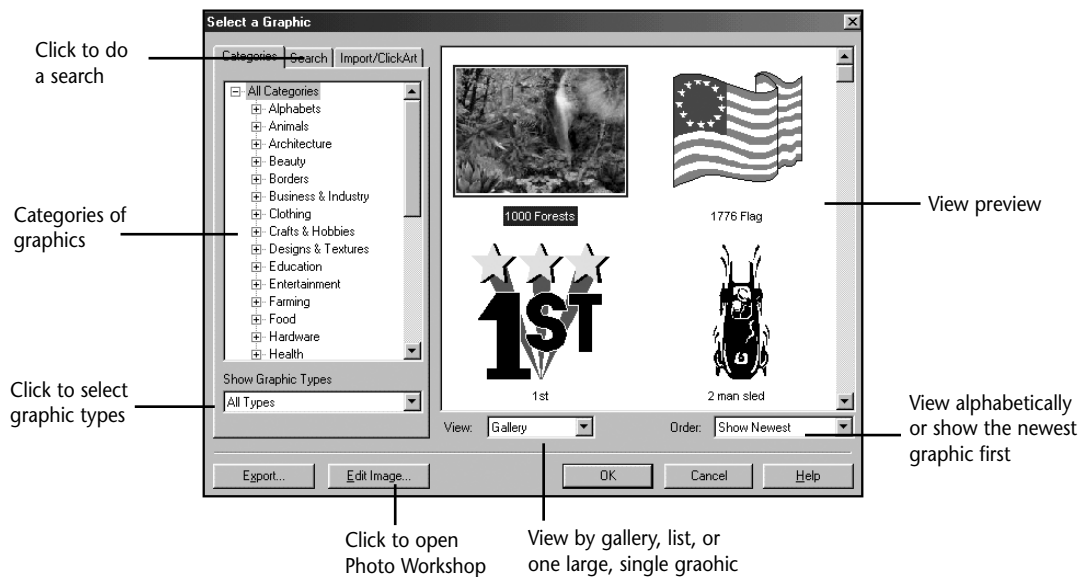 Select a Graphic
Click to do
a search
Categories
Search
Import/ClickArt
All Categories
Alphabets
Animals
Architecture
Beauty
Borders
Business & Industry
Clothing
Crafts & Hobbies
Designs & Textures
Education
Entertainment
Farming
Food
Hardware
Health
Categories of
graphics
1000 Forests
1776 Flag
View preview
1ST
1st
2 man sled
Show Graphic Types
All Types
Click to select
graphic types
View:
Gallery
Order:
Show Newest
View alphabetically
or show the newest
graphic first
Export...
Edit Image...
OK
Cancel
Help
Click to open
Photo Workshop
View by gallery, list, or
one large, single graohic